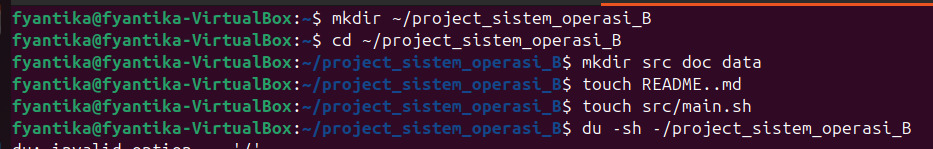 fyantika@fyantika-VirtualBox:~$ mkdir ~/project_sistem_operasi_B
fyantika@fyantika-VirtualBox:~$ cd ~/project_sistem_operasi_B
fyantika@fyantika-VirtualBox:~/project_sistem_operasi_B$ mkdir src doc data
fyantika@fyantika-VirtualBox:~/project_sistem_operasi_B$ touch README..md
fyantika@fyantika-VirtualBox:~/project_sistem_operasi_B$ touch src/main.sh
fyantika@fyantika-VirtualBox:~/project_sistem_operasi_B$ du -sh -/project_sistem_operasi_B
du: invalid option -- '/'